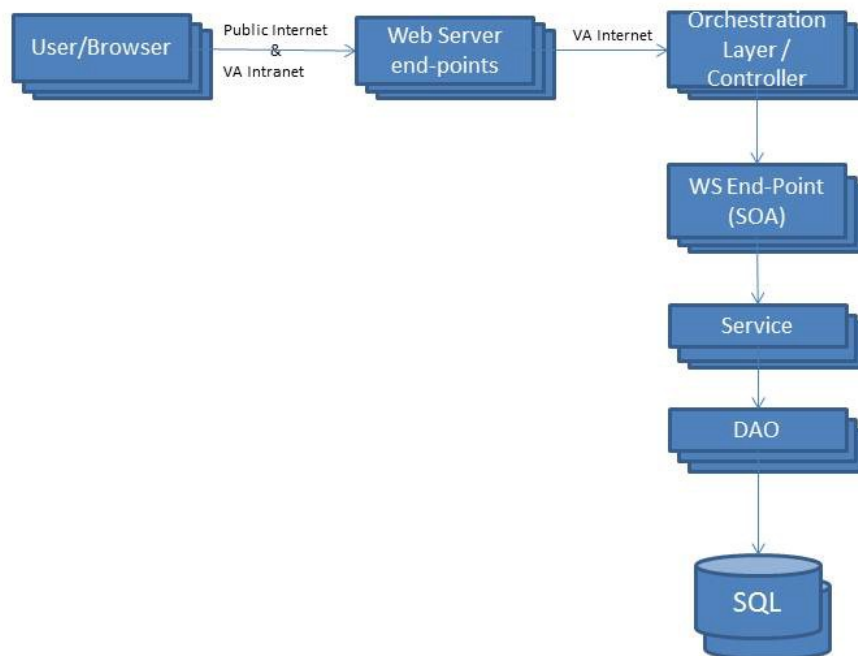 User/Browser
Public Internet
&
VA Intranet
Web Server
end-points
VA Internet
Orchestration
Layer /
Controller
WS End-Point
(SOA)
Service
DAO
SQL